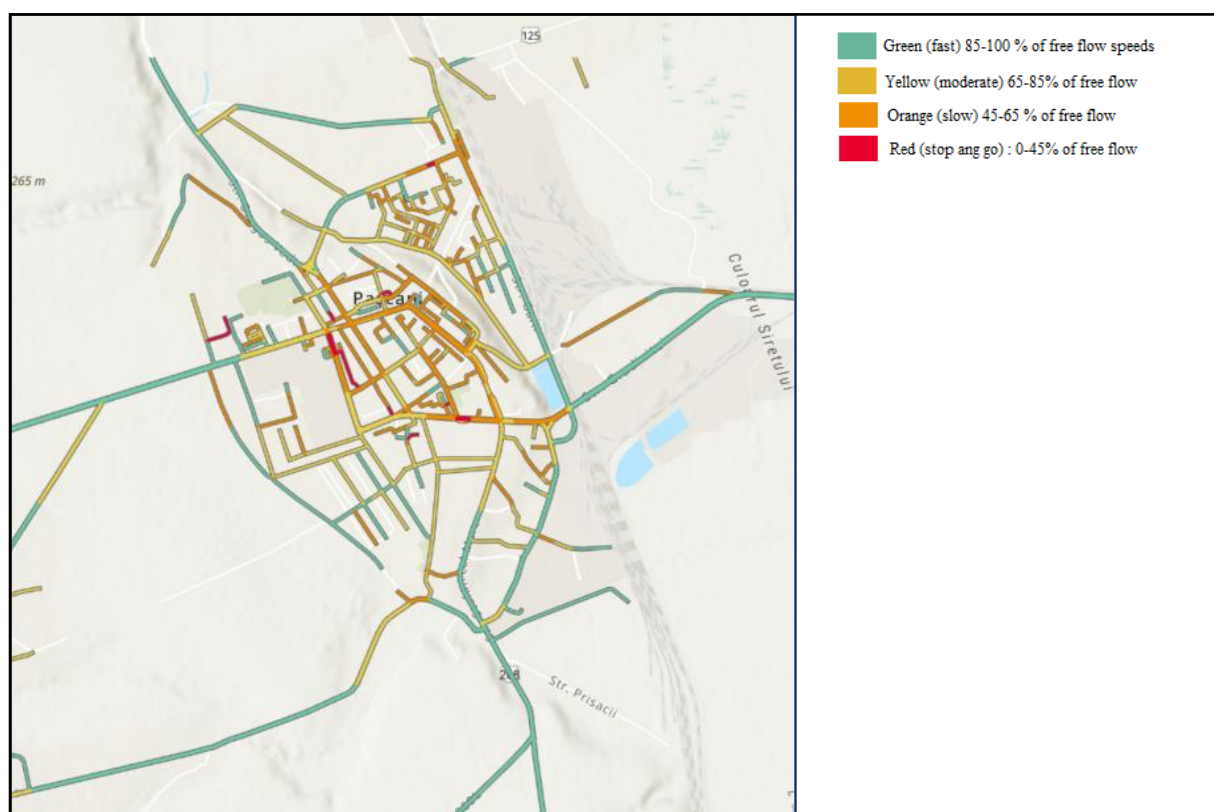 125
Green (fast) 85-100 % of free flow speeds
Yellow (moderate) 65-85% of free flow
Orange (slow) 45-65 % of free flow
Red (stop ang go) : 0-45% of free flow
265 m
Culoarul Siretului
Pașcani
208
Str. Prisacii